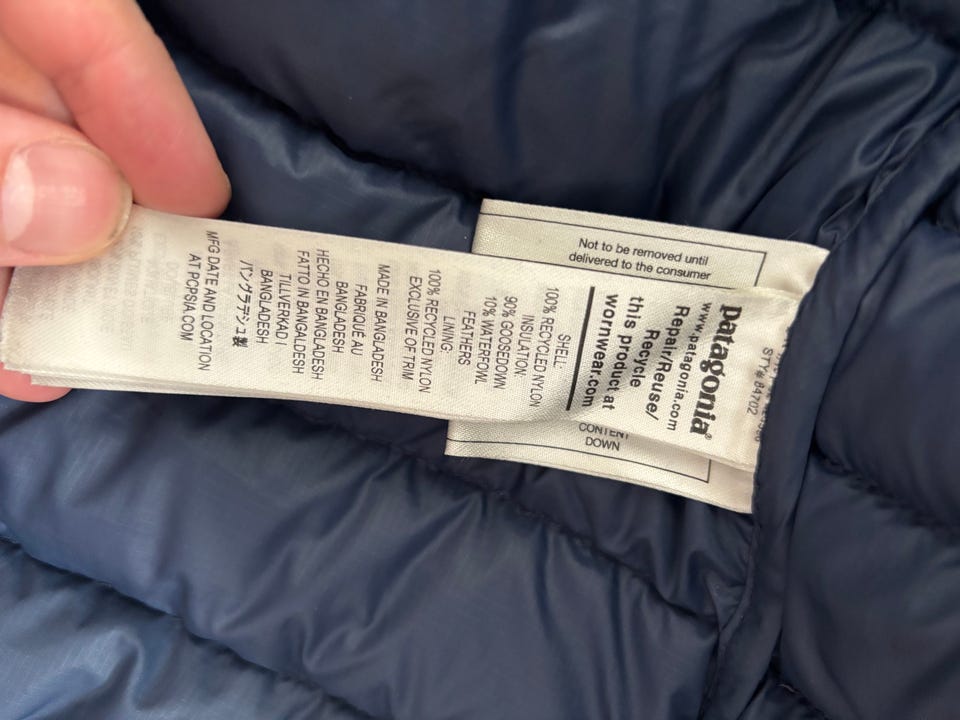 Not to be removed until
delivered to the consumer
patagonia®
www.patagonia.com
Repair/Reuse/
Recycle
this product at
wornwear.com
SHELL:
100% RECYCLED NYLON
INSULATION:
90% GOOSEDOWN
10% WATERFOWL
FEATHERS
LINING:
100% RECYCLED NYLON
EXCLUSIVE OF TRIM
MADE IN BANGLADESH
FABRIQUÉ AU
BANGLADESH
HECHO EN BANGLADESH
FATTO IN BANGALDESH
TILLVERKAD I
BANGLADESH
バングラデシュ製
MFG DATE AND LOCATION
AT PCPSIA.COM
STY# 84702
CONTENT
DOWN